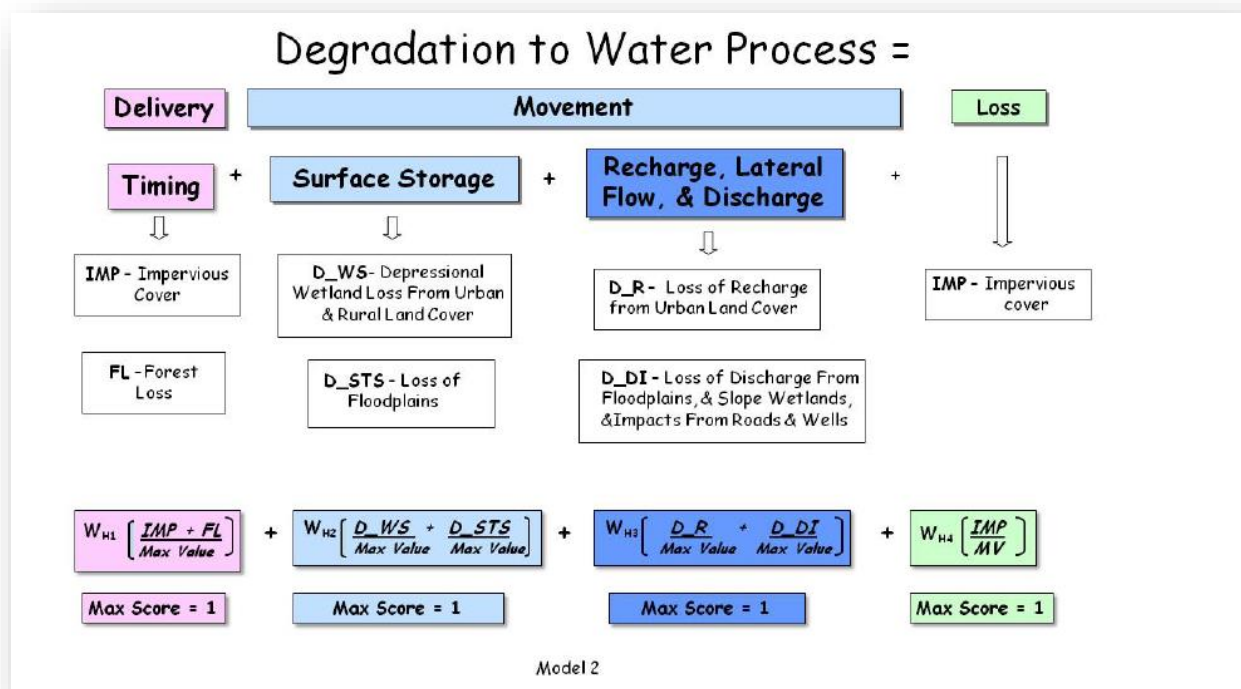 Degradation to Water Process =
Delivery
Movement
Loss
Timing
+
Surface Storage
+
Recharge, Lateral
Flow, & Discharge
+
IMP - Impervious
Cover
D_WS- Depressional
Wetland Loss From Urban
& Rural Land Cover
D_R - Loss of Recharge
from Urban Land Cover
IMP - Impervious
cover
FL -Forest
Loss
D_STS - Loss of
Floodplains
D_DI - Loss of Discharge From
Floodplains, & Slope Wetlands,
&Impacts From Roads & Wells
WH1 (IMP + FL / Max Value)
+
WH2 (D_WS / Max Value + D_STS / Max Value)
+
WH3 (D_R / Max Value + D_DI / Max Value)
+
WH4 (IMP / MV)
Max Score = 1
Max Score = 1
Max Score = 1
Max Score = 1
Model 2